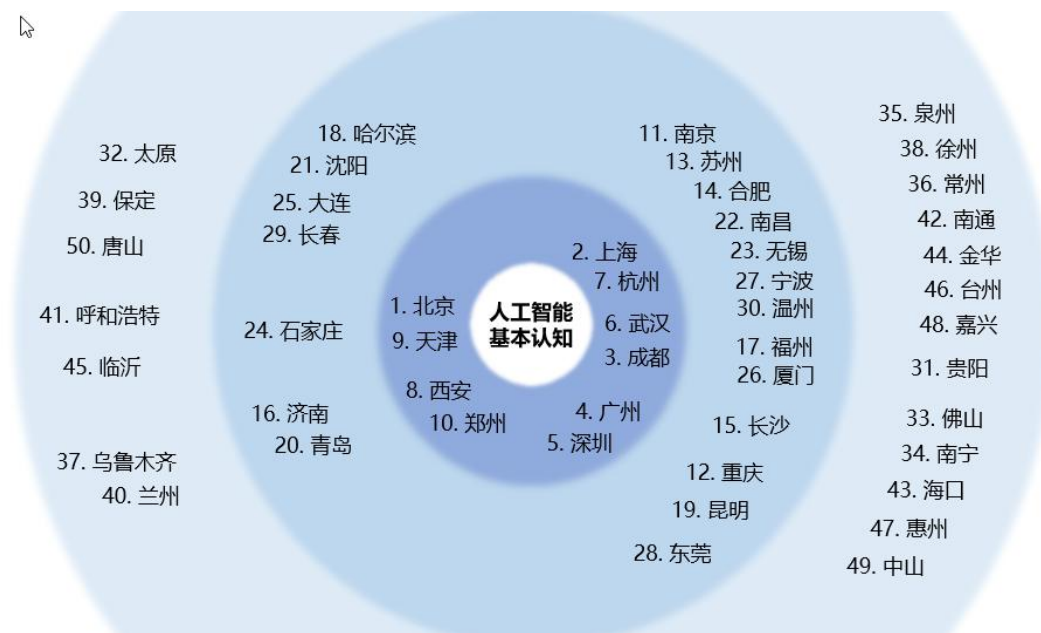 人工智能
基本认知
1. 北京
9. 天津
8. 西安
10. 郑州
2. 上海
7. 杭州
6. 武汉
3. 成都
4. 广州
5. 深圳
18. 哈尔滨
21. 沈阳
25. 大连
29. 长春
24. 石家庄
16. 济南
20. 青岛
11. 南京
13. 苏州
14. 合肥
22. 南昌
23. 无锡
27. 宁波
30. 温州
17. 福州
26. 厦门
15. 长沙
12. 重庆
19. 昆明
28. 东莞
32. 太原
39. 保定
50. 唐山
41. 呼和浩特
45. 临沂
37. 乌鲁木齐
40. 兰州
35. 泉州
38. 徐州
36. 常州
42. 南通
44. 金华
46. 台州
48. 嘉兴
31. 贵阳
33. 佛山
34. 南宁
43. 海口
47. 惠州
49. 中山